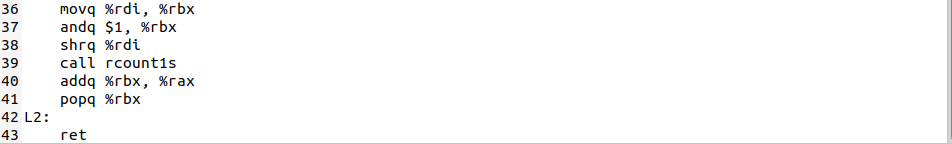 36    movq %rdi, %rbx
37    andq $1, %rbx
38    shrq %rdi
39    call rcount1s
40    addq %rbx, %rax
41    popq %rbx
42 L2:
43    ret